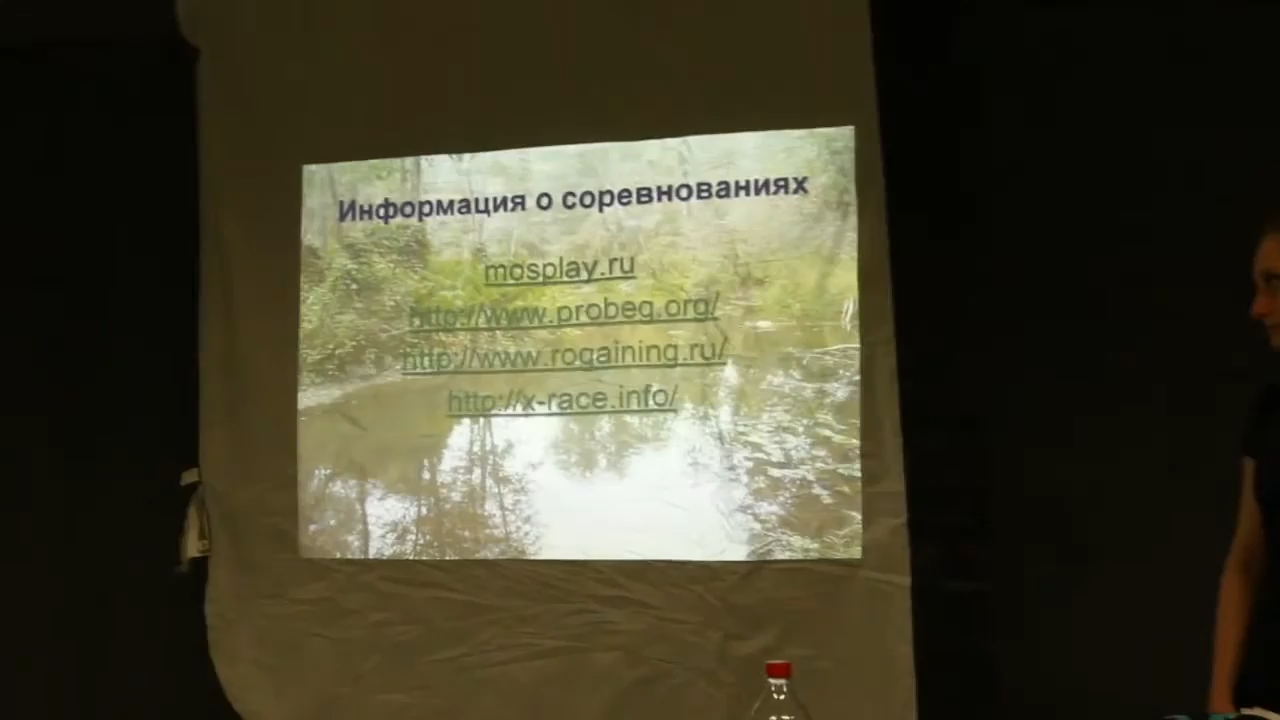 Информация о соревнованиях
mosplay.ru
http://www.probeg.org/
http://www.rogaining.ru/
http://x-race.info/